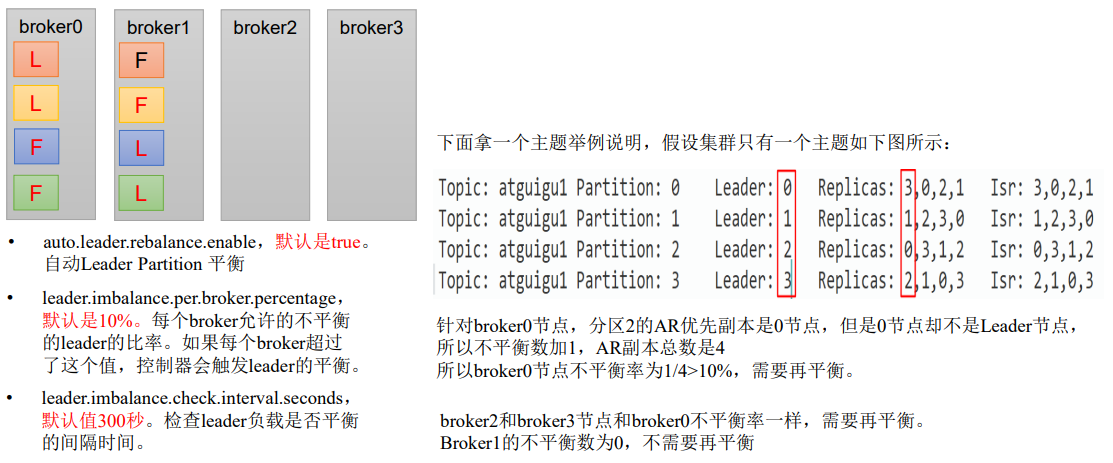 broker0 broker1 broker2 broker3
L F
L F
F L
F L
• auto.leader.rebalance.enable，默认是true。
自动Leader Partition 平衡
• leader.imbalance.per.broker.percentage，
默认是10%。每个broker允许的不平衡
的leader的比率。如果每个broker超过
了这个值，控制器会触发leader的平衡。
• leader.imbalance.check.interval.seconds，
默认值300秒。检查leader负载是否平衡
的间隔时间。
下面拿一个主题举例说明，假设集群只有一个主题如下图所示：
Topic: atguigu1 Partition: 0 Leader: 0 Replicas: 3,0,2,1 Isr: 3,0,2,1
Topic: atguigu1 Partition: 1 Leader: 1 Replicas: 1,2,3,0 Isr: 1,2,3,0
Topic: atguigu1 Partition: 2 Leader: 2 Replicas: 0,3,1,2 Isr: 0,3,1,2
Topic: atguigu1 Partition: 3 Leader: 3 Replicas: 2,1,0,3 Isr: 2,1,0,3
针对broker0节点，分区2的AR优先副本是0节点，但是0节点却不是Leader节点，
所以不平衡数加1，AR副本总数是4
所以broker0节点不平衡率为1/4>10%，需要再平衡。
broker2和broker3节点和broker0不平衡率一样，需要再平衡。
Broker1的不平衡数为0，不需要再平衡